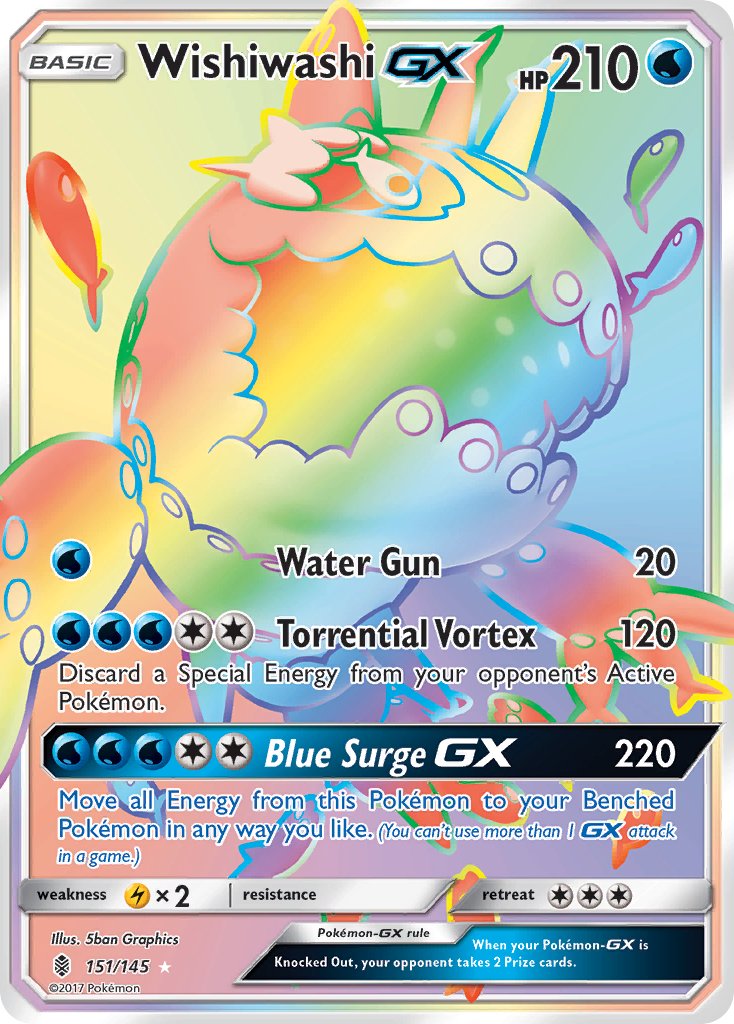 BASIC Wishiwashi GX HP210
Water Gun 20
Torrential Vortex 120
Discard a Special Energy from your opponent's Active
Pokémon.
Blue Surge GX 220
Move all Energy from this Pokémon to your Benched
Pokémon in any way you like. (You can't use more than 1 GX attack
in a game.)
weakness ×2 resistance retreat
Illus. 5ban Graphics
151/145
©2017 Pokémon
Pokémon-GX rule
When your Pokémon-GX is
Knocked Out, your opponent takes 2 Prize cards.